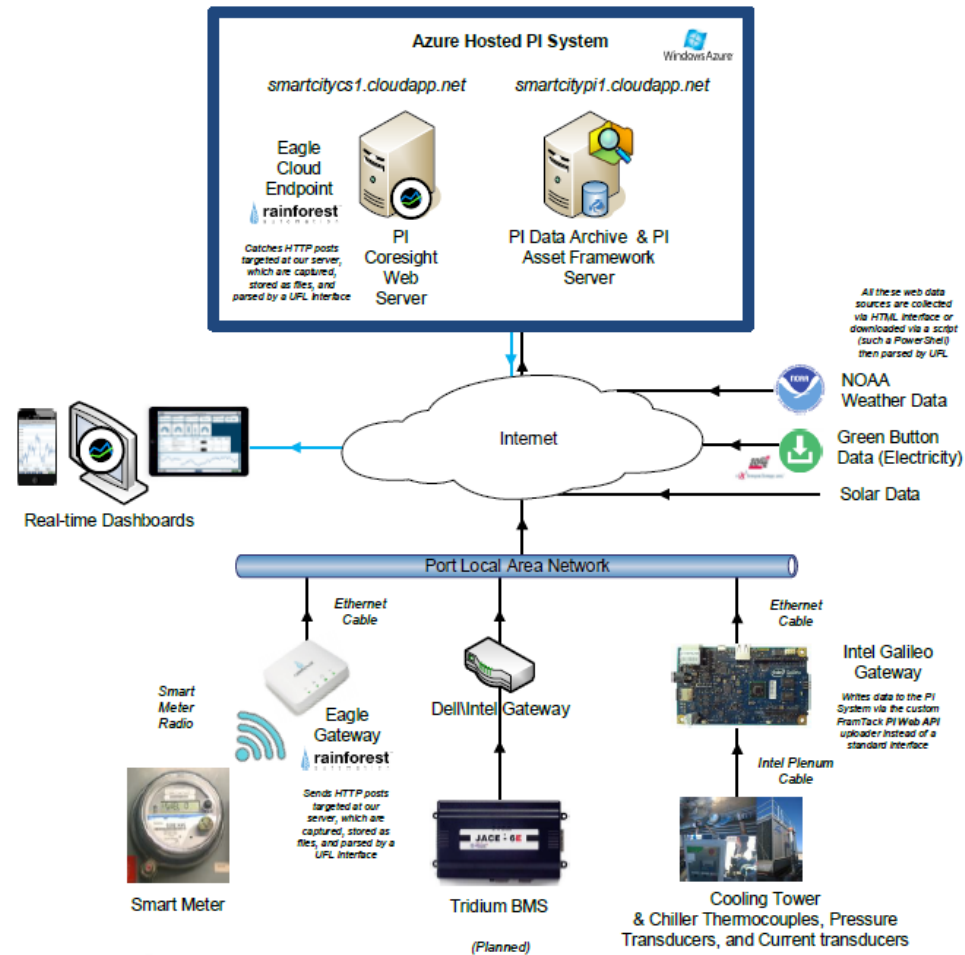 Azure Hosted PI System
Windows Azure
smartcitycs1.cloudapp.net
smartcitypi1.cloudapp.net
Eagle
Cloud
Endpoint
rainforest
automation
Catches HTTP posts
targeted at our server,
which are captured,
stored as files, and
parsed by a UFL Interface
PI
Coresight
Web
Server
PI Data Archive & PI
Asset Framework
Server
All these web data
sources are collected
via HTML Interface or
downloaded via a script
(such a PowerShell)
then parsed by UFL
NOAA
NOAA
Weather Data
Internet
Green Button
Data (Electricity)
Solar Data
Real-time Dashboards
Port Local Area Network
Ethernet
Cable
Ethernet
Cable
Smart
Meter
Radio
Eagle
Gateway
rainforest
automation
Sends HTTP posts
targeted at our
server, which are
captured, stored as
files, and parsed by a
UFL Interface
Dell\Intel Gateway
Intel Galileo
Gateway
Writes data to the PI
System via the custom
FramTack PI Web API
uploader instead of a
standard Interface
Intel Plenum
Cable
JACE - 6E
Smart Meter
Tridium BMS
(Planned)
Cooling Tower
& Chiller Thermocouples, Pressure
Transducers, and Current transducers